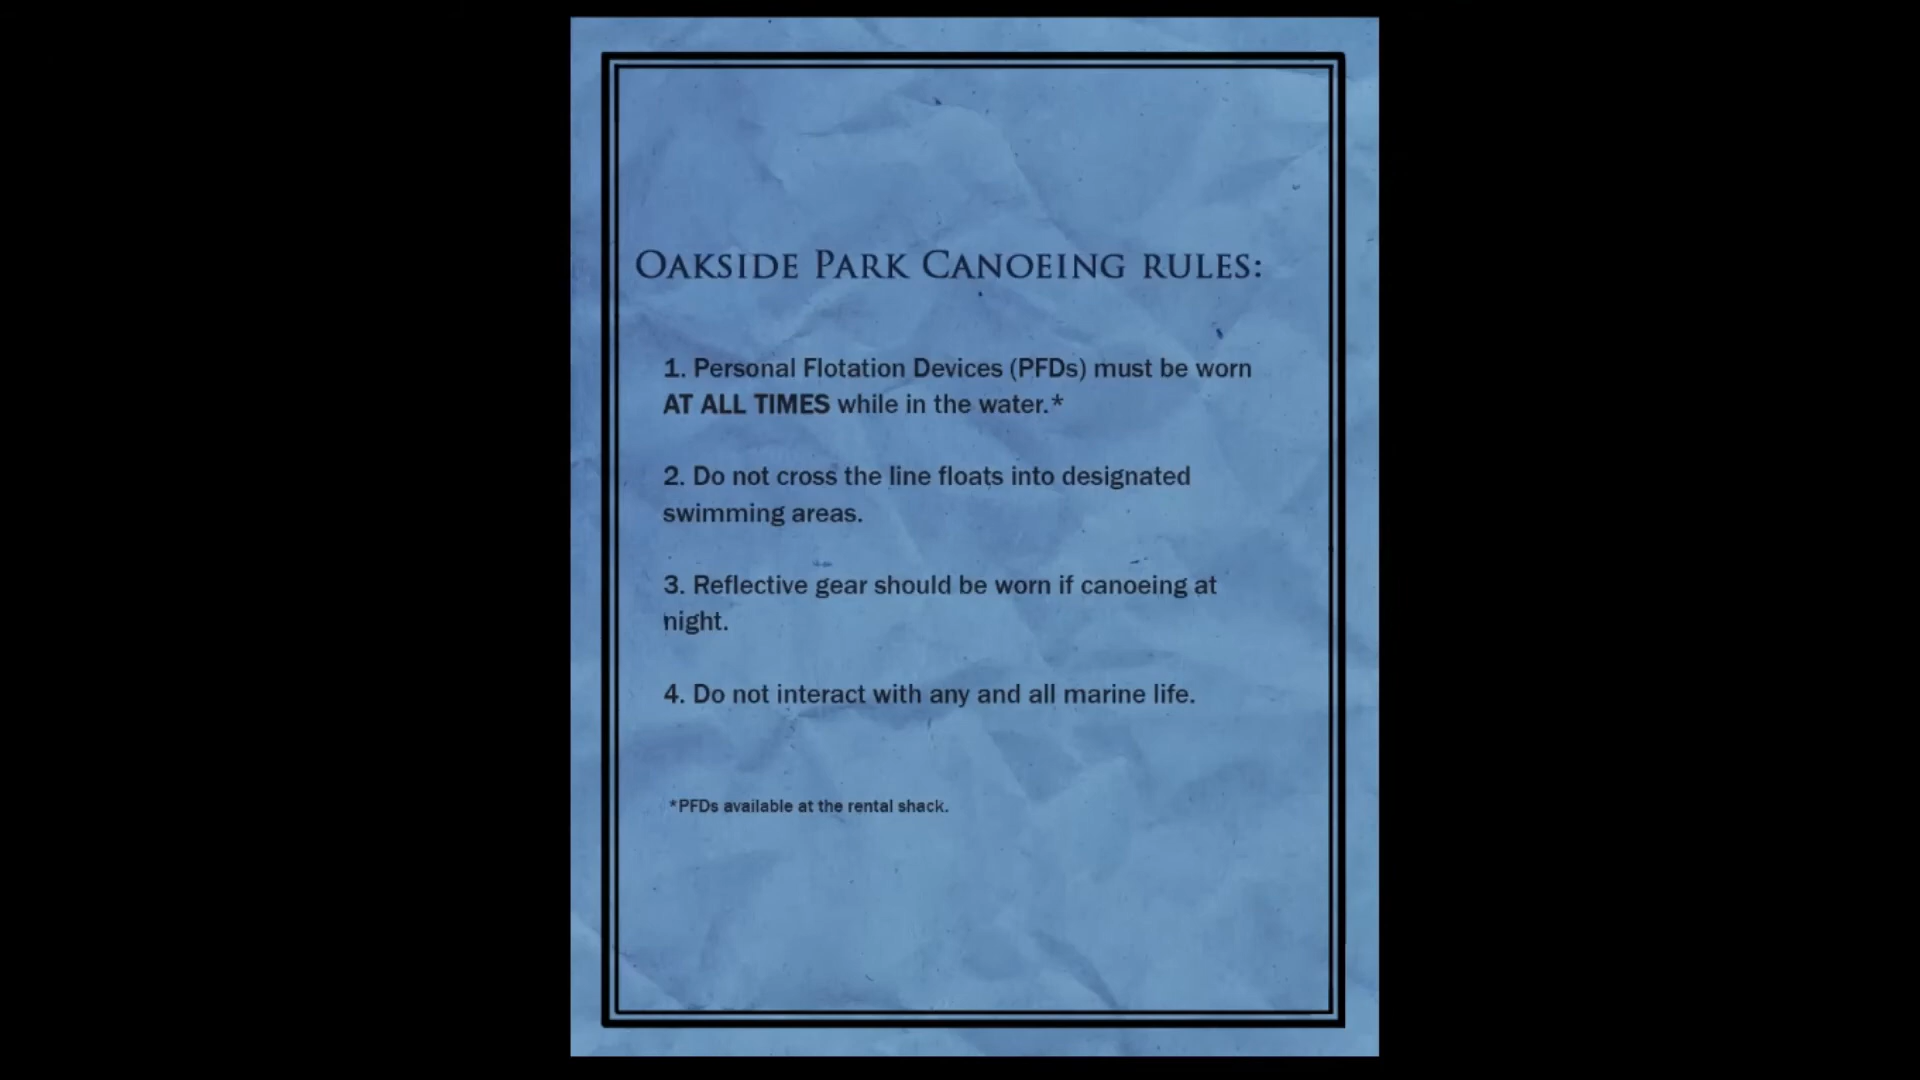 OAKSIDE PARK CANOEING RULES:
1. Personal Flotation Devices (PFDs) must be worn
AT ALL TIMES while in the water.*
2. Do not cross the line floats into designated
swimming areas.
3. Reflective gear should be worn if canoeing at
night.
4. Do not interact with any and all marine life.
*PFDs available at the rental shack.